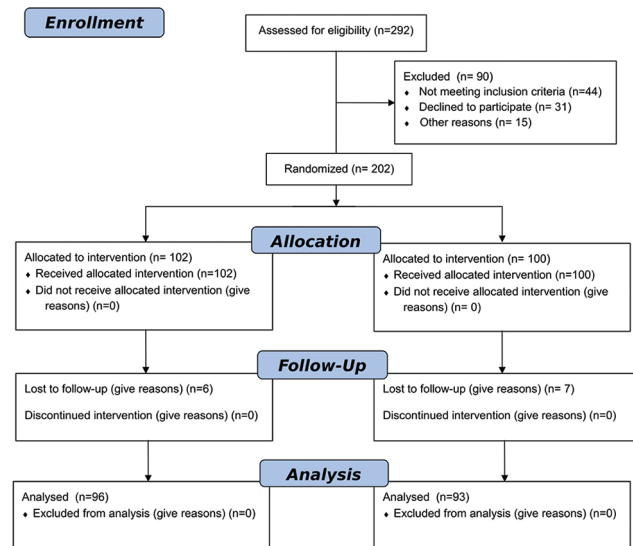 Enrollment
Assessed for eligibility (n=292)
Excluded (n= 90)
♦ Not meeting inclusion criteria (n=44)
♦ Declined to participate (n= 31)
♦ Other reasons (n= 15)
Randomized (n= 202)
Allocation
Allocated to intervention (n= 102)
♦ Received allocated intervention (n=102)
♦ Did not receive allocated intervention (give
reasons) (n=0)
Allocated to intervention (n= 100)
♦ Received allocated intervention (n=100)
♦ Did not receive allocated intervention (give
reasons) (n= 0)
Follow-Up
Lost to follow-up (give reasons) (n=6)
Discontinued intervention (give reasons) (n=0)
Lost to follow-up (give reasons) (n= 7)
Discontinued intervention (give reasons) (n=0)
Analysis
Analysed (n=96)
♦ Excluded from analysis (give reasons) (n=0)
Analysed (n=93)
♦ Excluded from analysis (give reasons) (n=0)